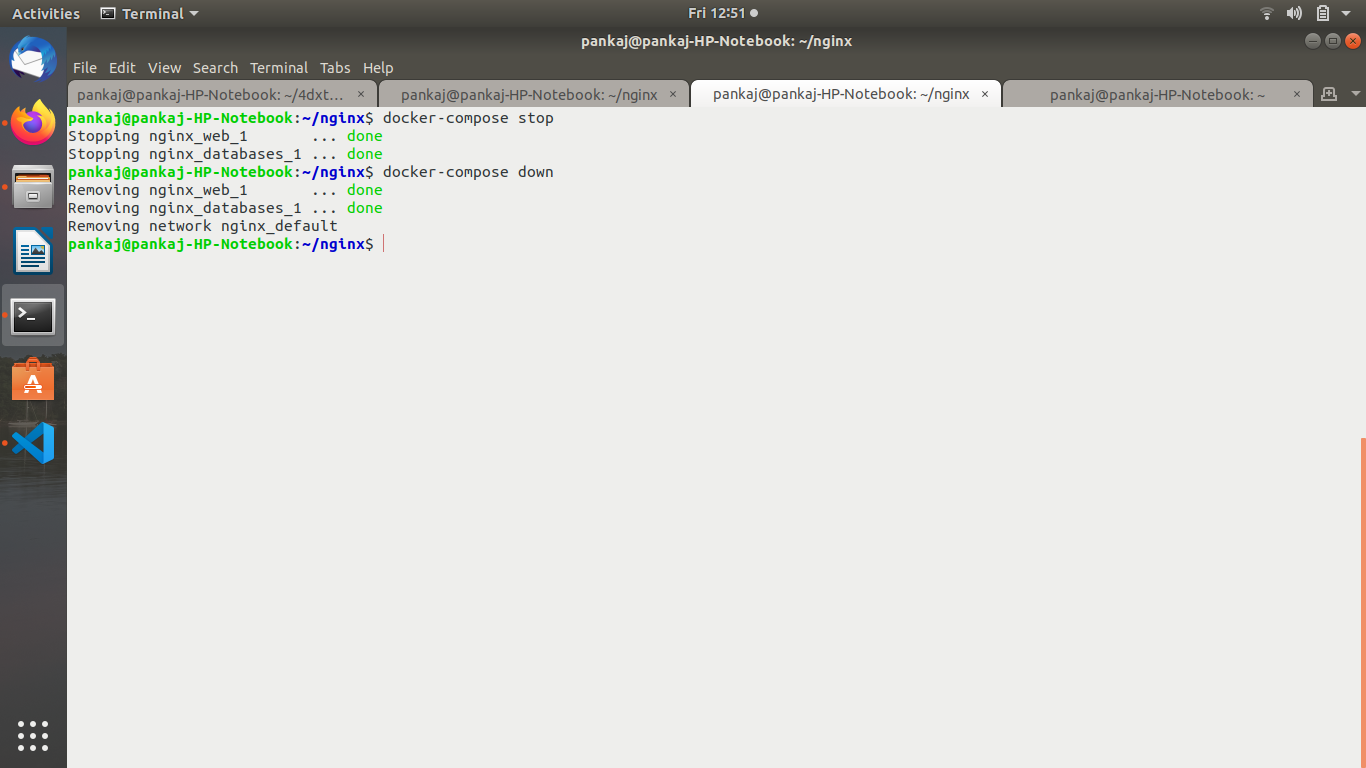 Activities Terminal Fri 12:51
pankaj@pankaj-HP-Notebook: ~/nginx
File Edit View Search Terminal Tabs Help
pankaj@pankaj-HP-Notebook: ~/4dxt... × pankaj@pankaj-HP-Notebook: ~/nginx × pankaj@pankaj-HP-Notebook: ~/nginx × pankaj@pankaj-HP-Notebook: ~ ×
pankaj@pankaj-HP-Notebook:~/nginx$ docker-compose stop
Stopping nginx_web_1       ... done
Stopping nginx_databases_1 ... done
pankaj@pankaj-HP-Notebook:~/nginx$ docker-compose down
Removing nginx_web_1       ... done
Removing nginx_databases_1 ... done
Removing network nginx_default
pankaj@pankaj-HP-Notebook:~/nginx$